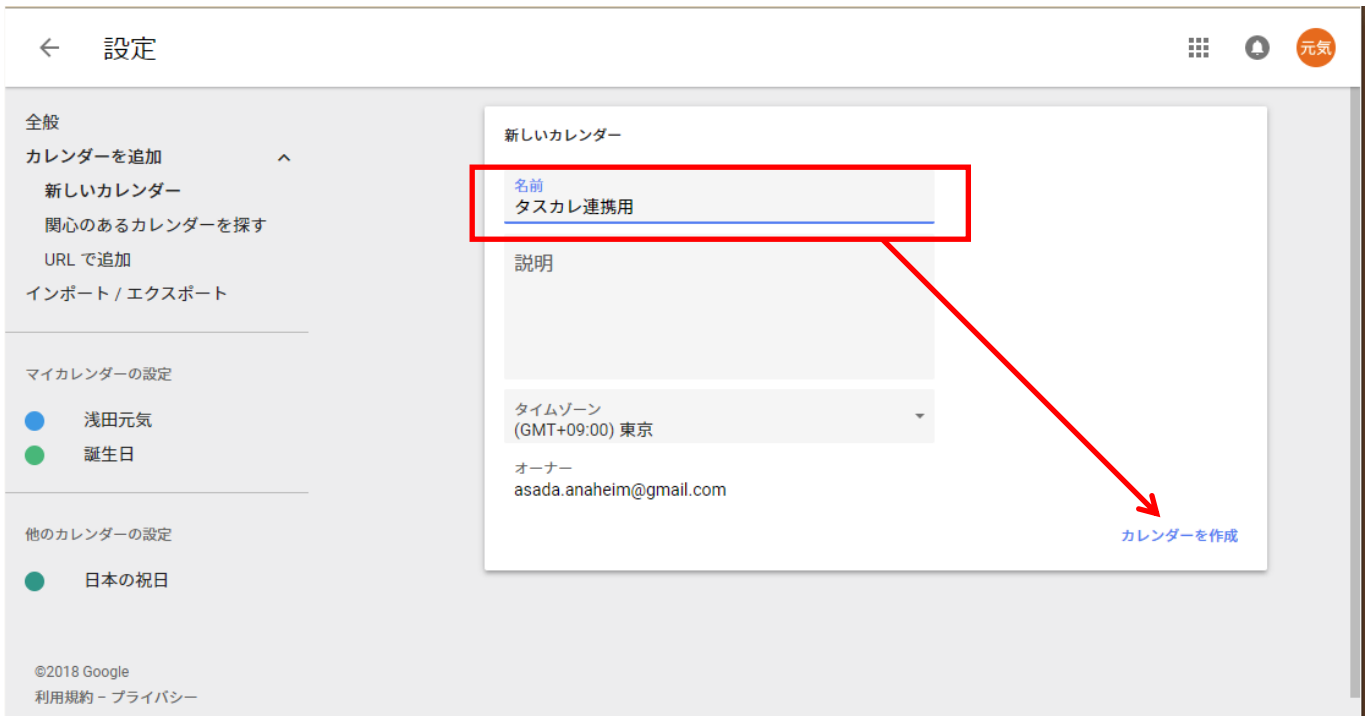 設定
元気
全般
カレンダーを追加
新しいカレンダー
関心のあるカレンダーを探す
URL で追加
インポート / エクスポート
マイカレンダーの設定
浅田元気
誕生日
他のカレンダーの設定
日本の祝日
©2018 Google
利用規約 – プライバシー
新しいカレンダー
名前
タスカレ連携用
説明
タイムゾーン
(GMT+09:00) 東京
オーナー
asada.anaheim@gmail.com
カレンダーを作成